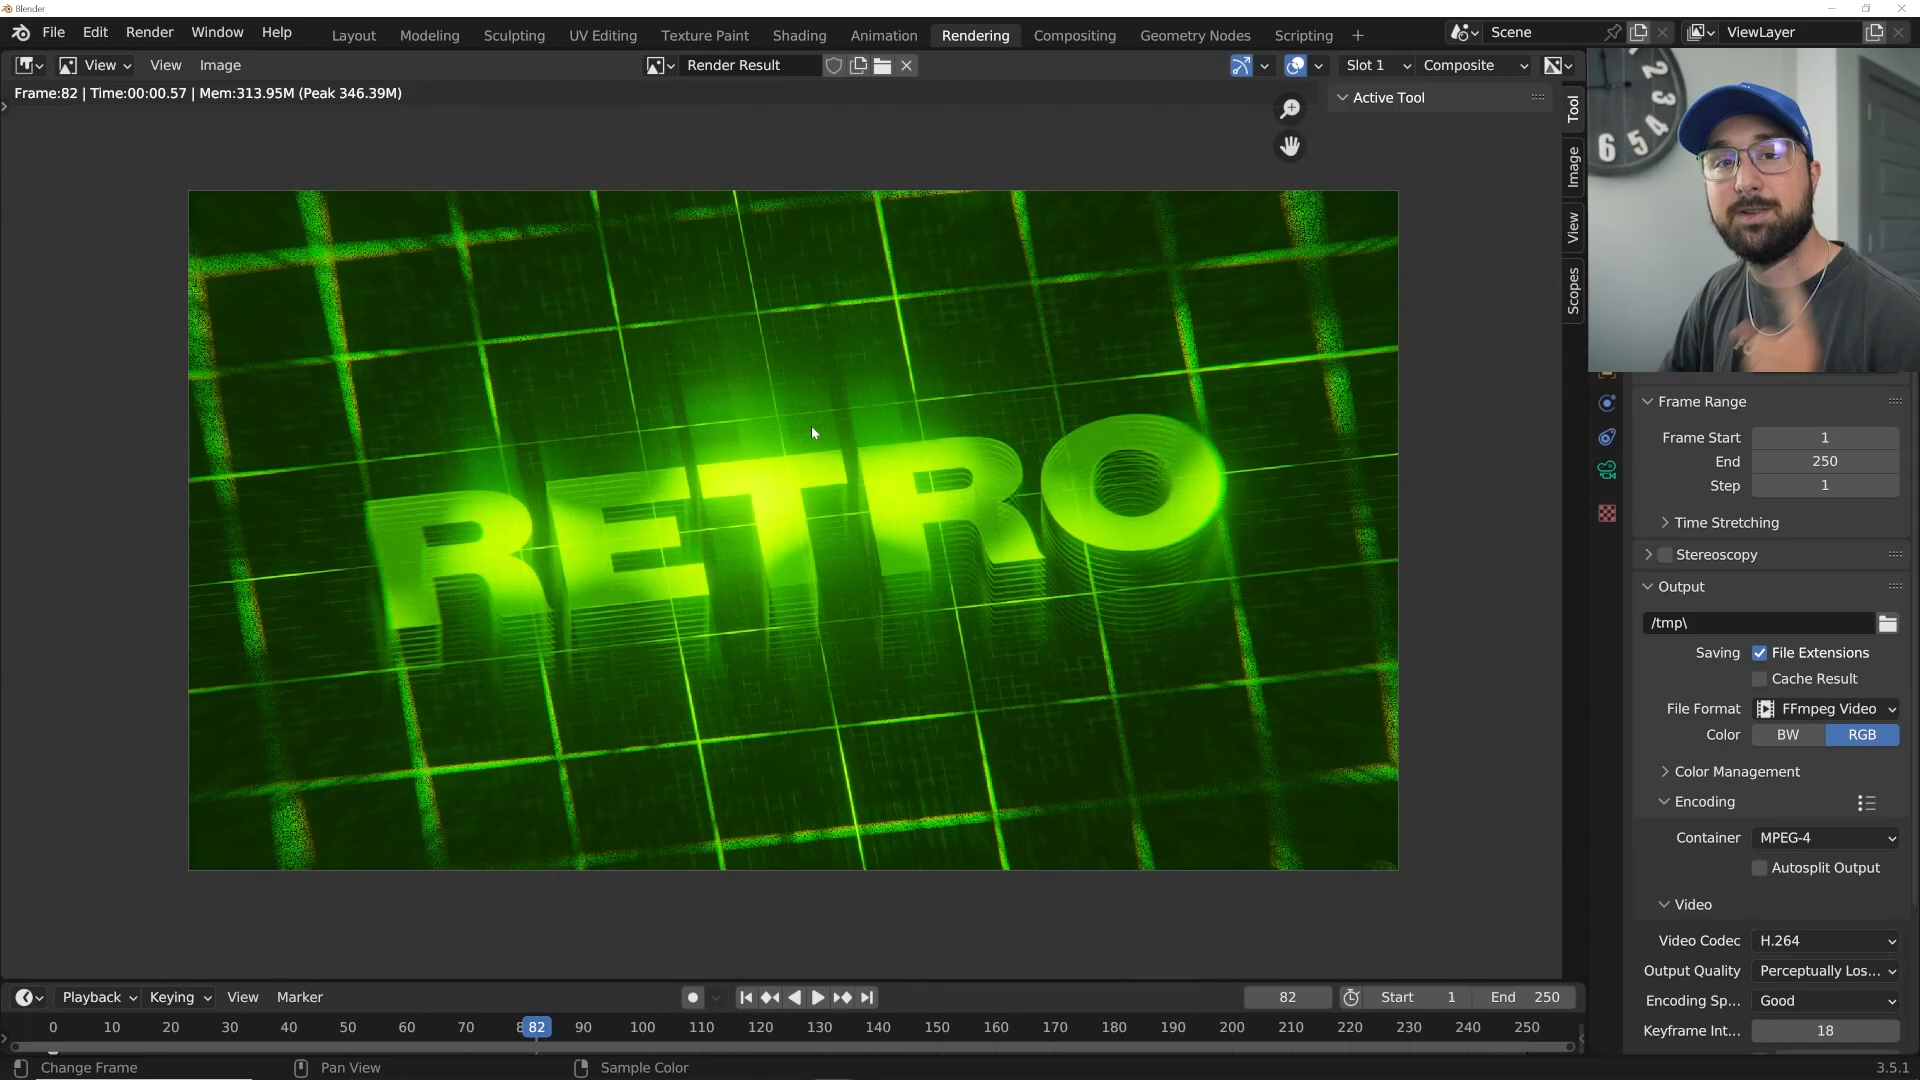 Blender
File Edit Render Window Help
Layout Modeling Sculpting UV Editing Texture Paint Shading Animation Rendering Compositing Geometry Nodes Scripting +
Scene
ViewLayer
View View Image
Render Result
Slot 1 Composite
Frame:82 | Time:00:00.57 | Mem:313.95M (Peak 346.39M)
Active Tool
Tool
Image
View
Scopes
2
3
4
5
6
RETRO
Frame Range
Frame Start 1
End 250
Step 1
Time Stretching
Stereoscopy
Output
/tmp\
Saving File Extensions
Cache Result
File Format FFmpeg Video
Color BW RGB
Color Management
Encoding
Container MPEG-4
Autosplit Output
Video
Video Codec H.264
Output Quality Perceptually Los...
Encoding Sp... Good
Keyframe Int... 18
Playback Keying View Marker
82 Start 1 End 250
0 10 20 30 40 50 60 70 82 90 100 110 120 130 140 150 160 170 180 190 200 210 220 230 240 250
Change Frame Pan View Sample Color
3.5.1